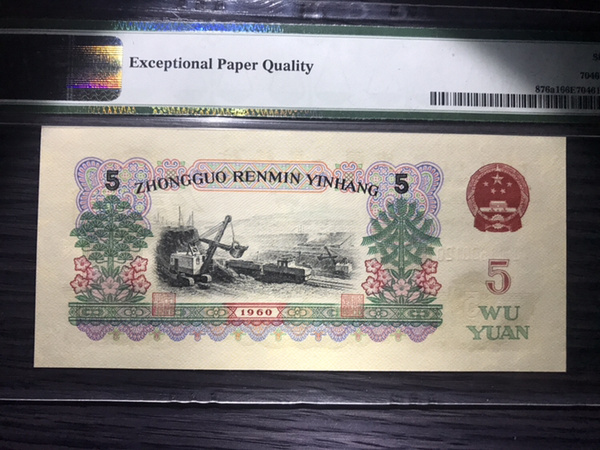 Exceptional Paper Quality
5 ZHONGGUO RENMIN YINHANG 5
5
WU
YUAN
1960